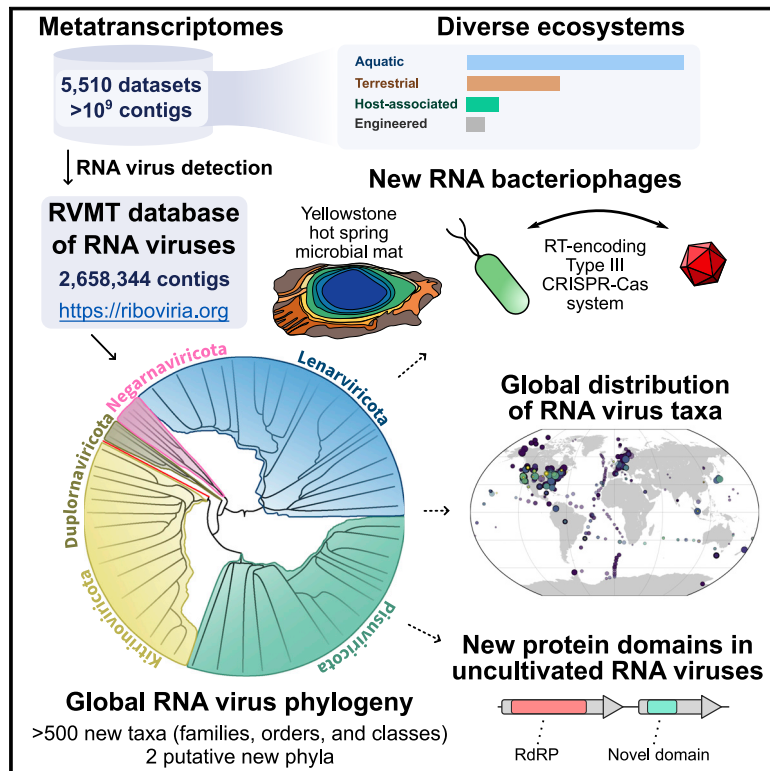 Metatranscriptomes
5,510 datasets
>10⁹ contigs
Diverse ecosystems
Aquatic
Terrestrial
Host-associated
Engineered
RNA virus detection
RVMT database
of RNA viruses
2,658,344 contigs
https://riboviria.org
New RNA bacteriophages
Yellowstone
hot spring
microbial mat
RT-encoding
Type III
CRISPR-Cas
system
Negarnaviricota
Lenarviricota
Duplornaviricota
Kitrinoviricota
Pisuviricota
Global distribution
of RNA virus taxa
New protein domains in
uncultivated RNA viruses
RdRP
Novel domain
Global RNA virus phylogeny
>500 new taxa (families, orders, and classes)
2 putative new phyla